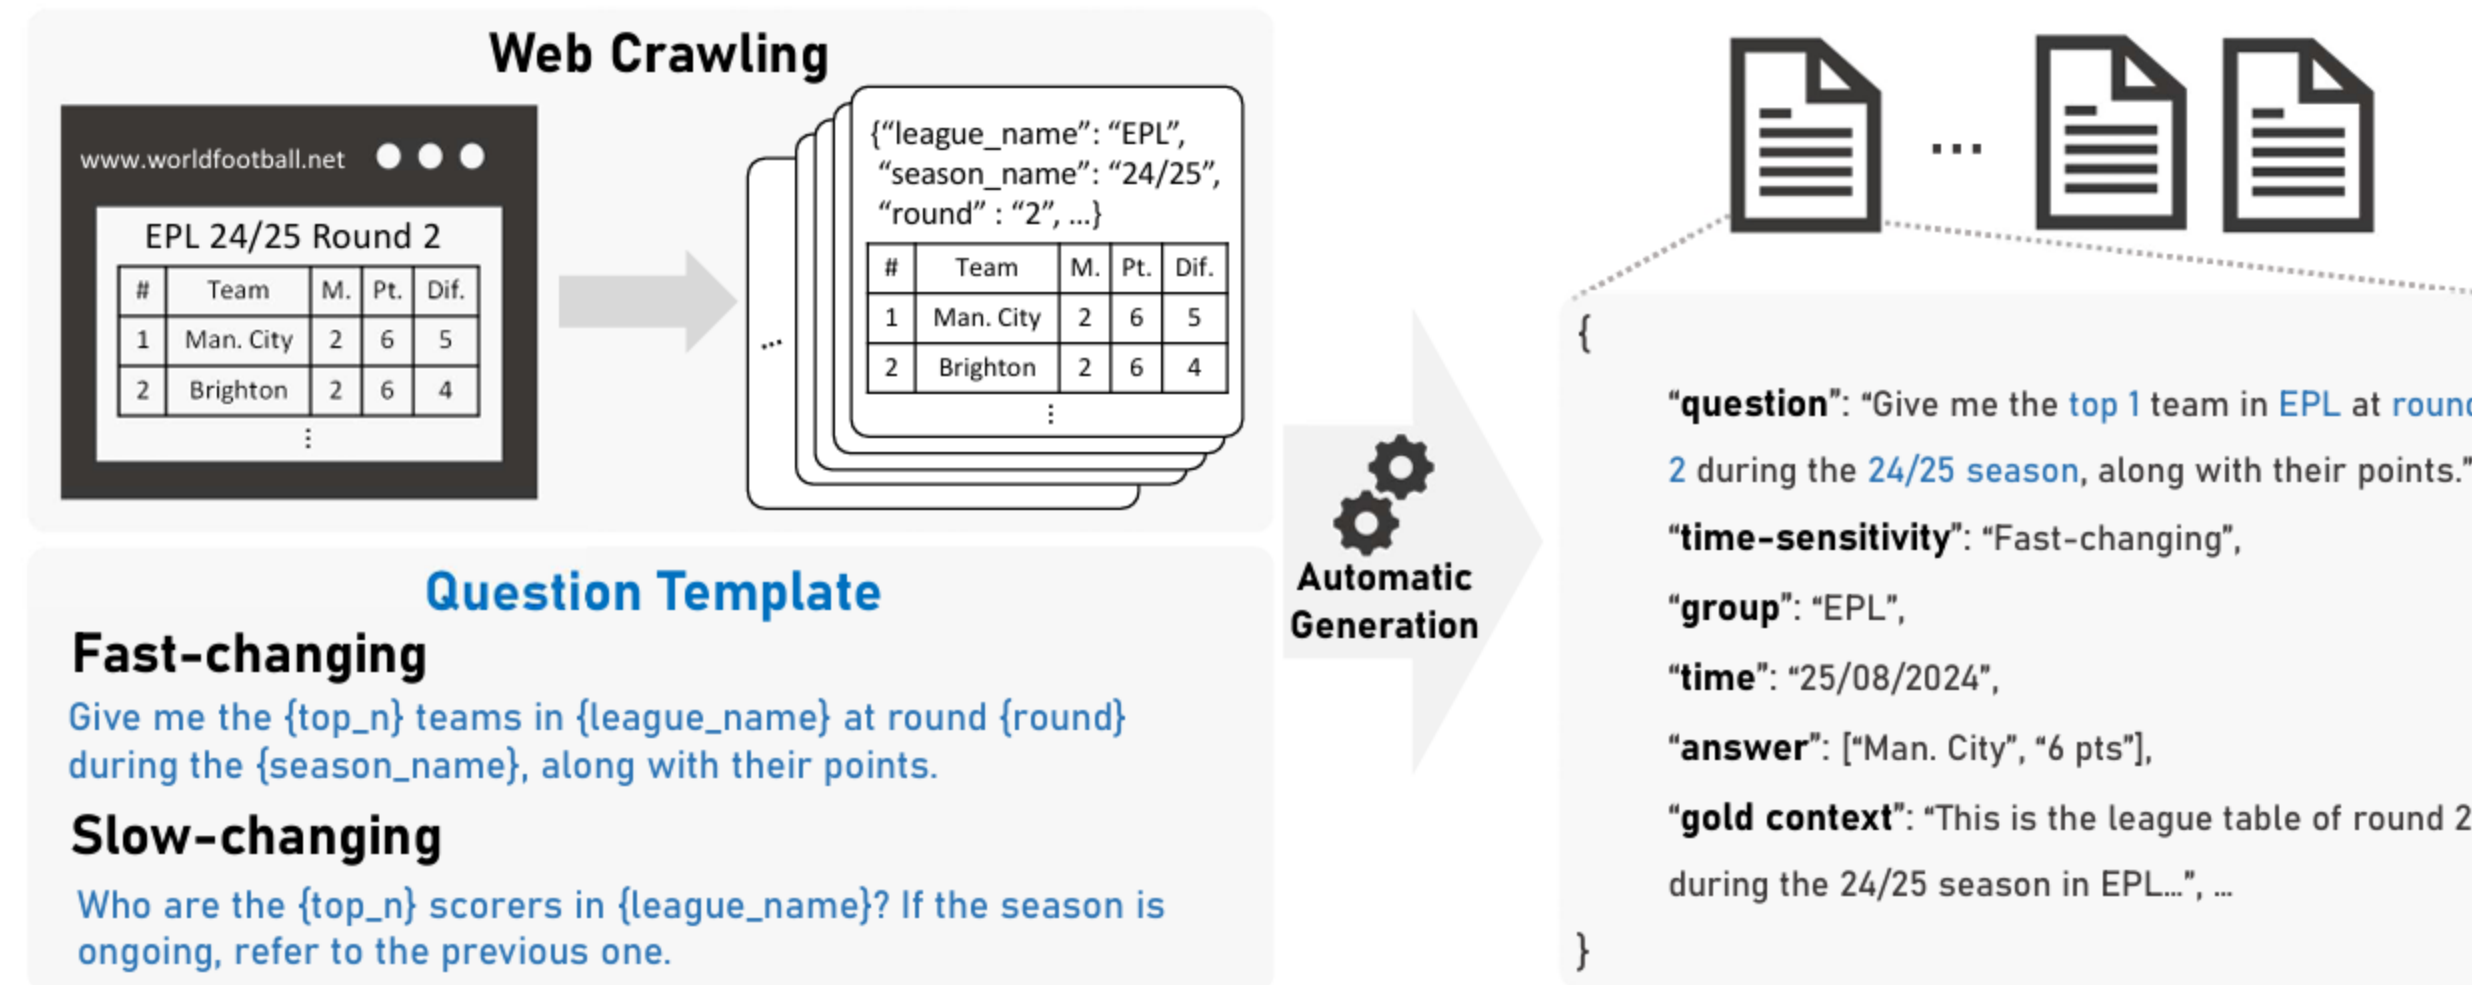 Web Crawling
www.worldfootball.net
EPL 24/25 Round 2
# Team M. Pt. Dif.
1 Man. City 2 6 5
2 Brighton 2 6 4
⋮
...
{“league_name”: “EPL”,
“season_name”: “24/25”,
“round” : “2”, ...}
# Team M. Pt. Dif.
1 Man. City 2 6 5
2 Brighton 2 6 4
⋮
Question Template
Fast-changing
Give me the {top_n} teams in {league_name} at round {round}
during the {season_name}, along with their points.
Slow-changing
Who are the {top_n} scorers in {league_name}? If the season is
ongoing, refer to the previous one.
Automatic
Generation
...
{
“question”: “Give me the top 1 team in EPL at round
2 during the 24/25 season, along with their points.”
“time-sensitivity”: “Fast-changing”,
“group”: “EPL”,
“time”: “25/08/2024”,
“answer”: [“Man. City”, “6 pts”],
“gold context”: “This is the league table of round 2
during the 24/25 season in EPL...”, ...
}